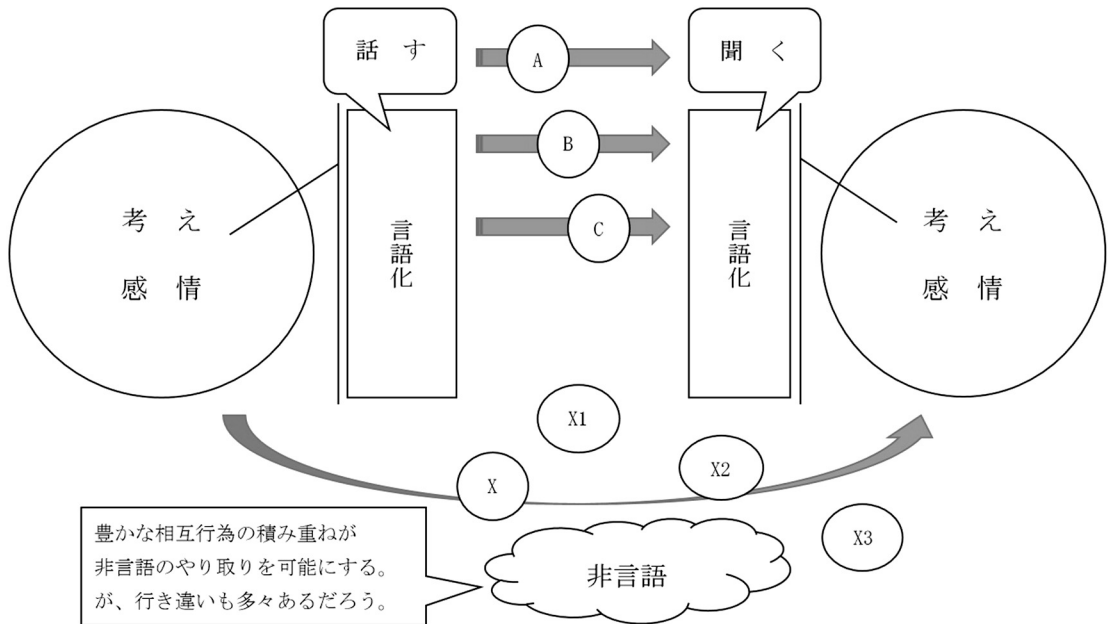 話す
A
聞く
B
C
考え
感情
言語化
言語化
考え
感情
X1
X
X2
X3
豊かな相互行為の積み重ねが
非言語のやり取りを可能にする。
が、行き違いも多々あるだろう。
非言語